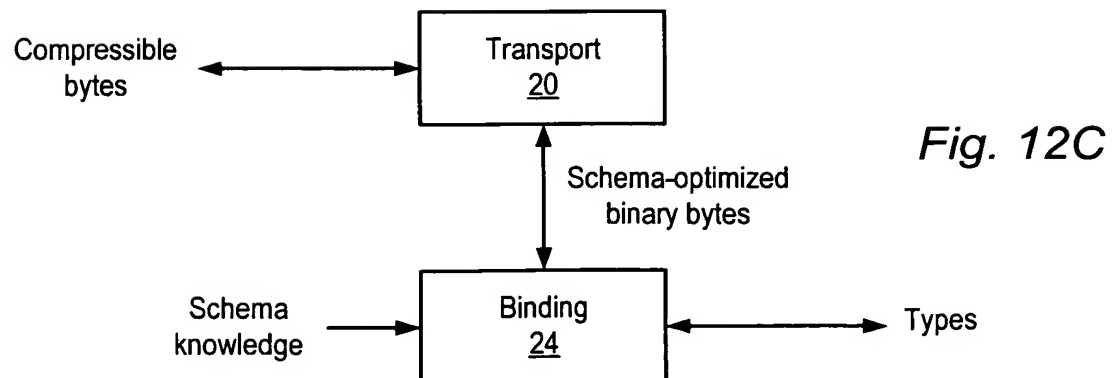 Compressible
bytes
Transport
20
Fig. 12C
Schema-optimized
binary bytes
Schema
knowledge
Binding
24
Types